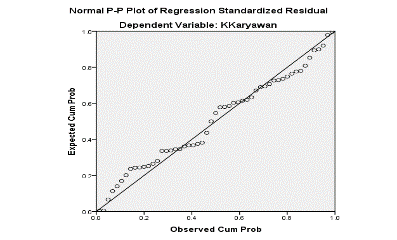 Normal P-P Plot of Regression Standardized Residual
Dependent Variable: KKaryawan
Expected Cum Prob
1.0
0.8
0.6
0.4
0.2
0.0
0.0 0.2 0.4 0.6 0.8 1.0
Observed Cum Prob